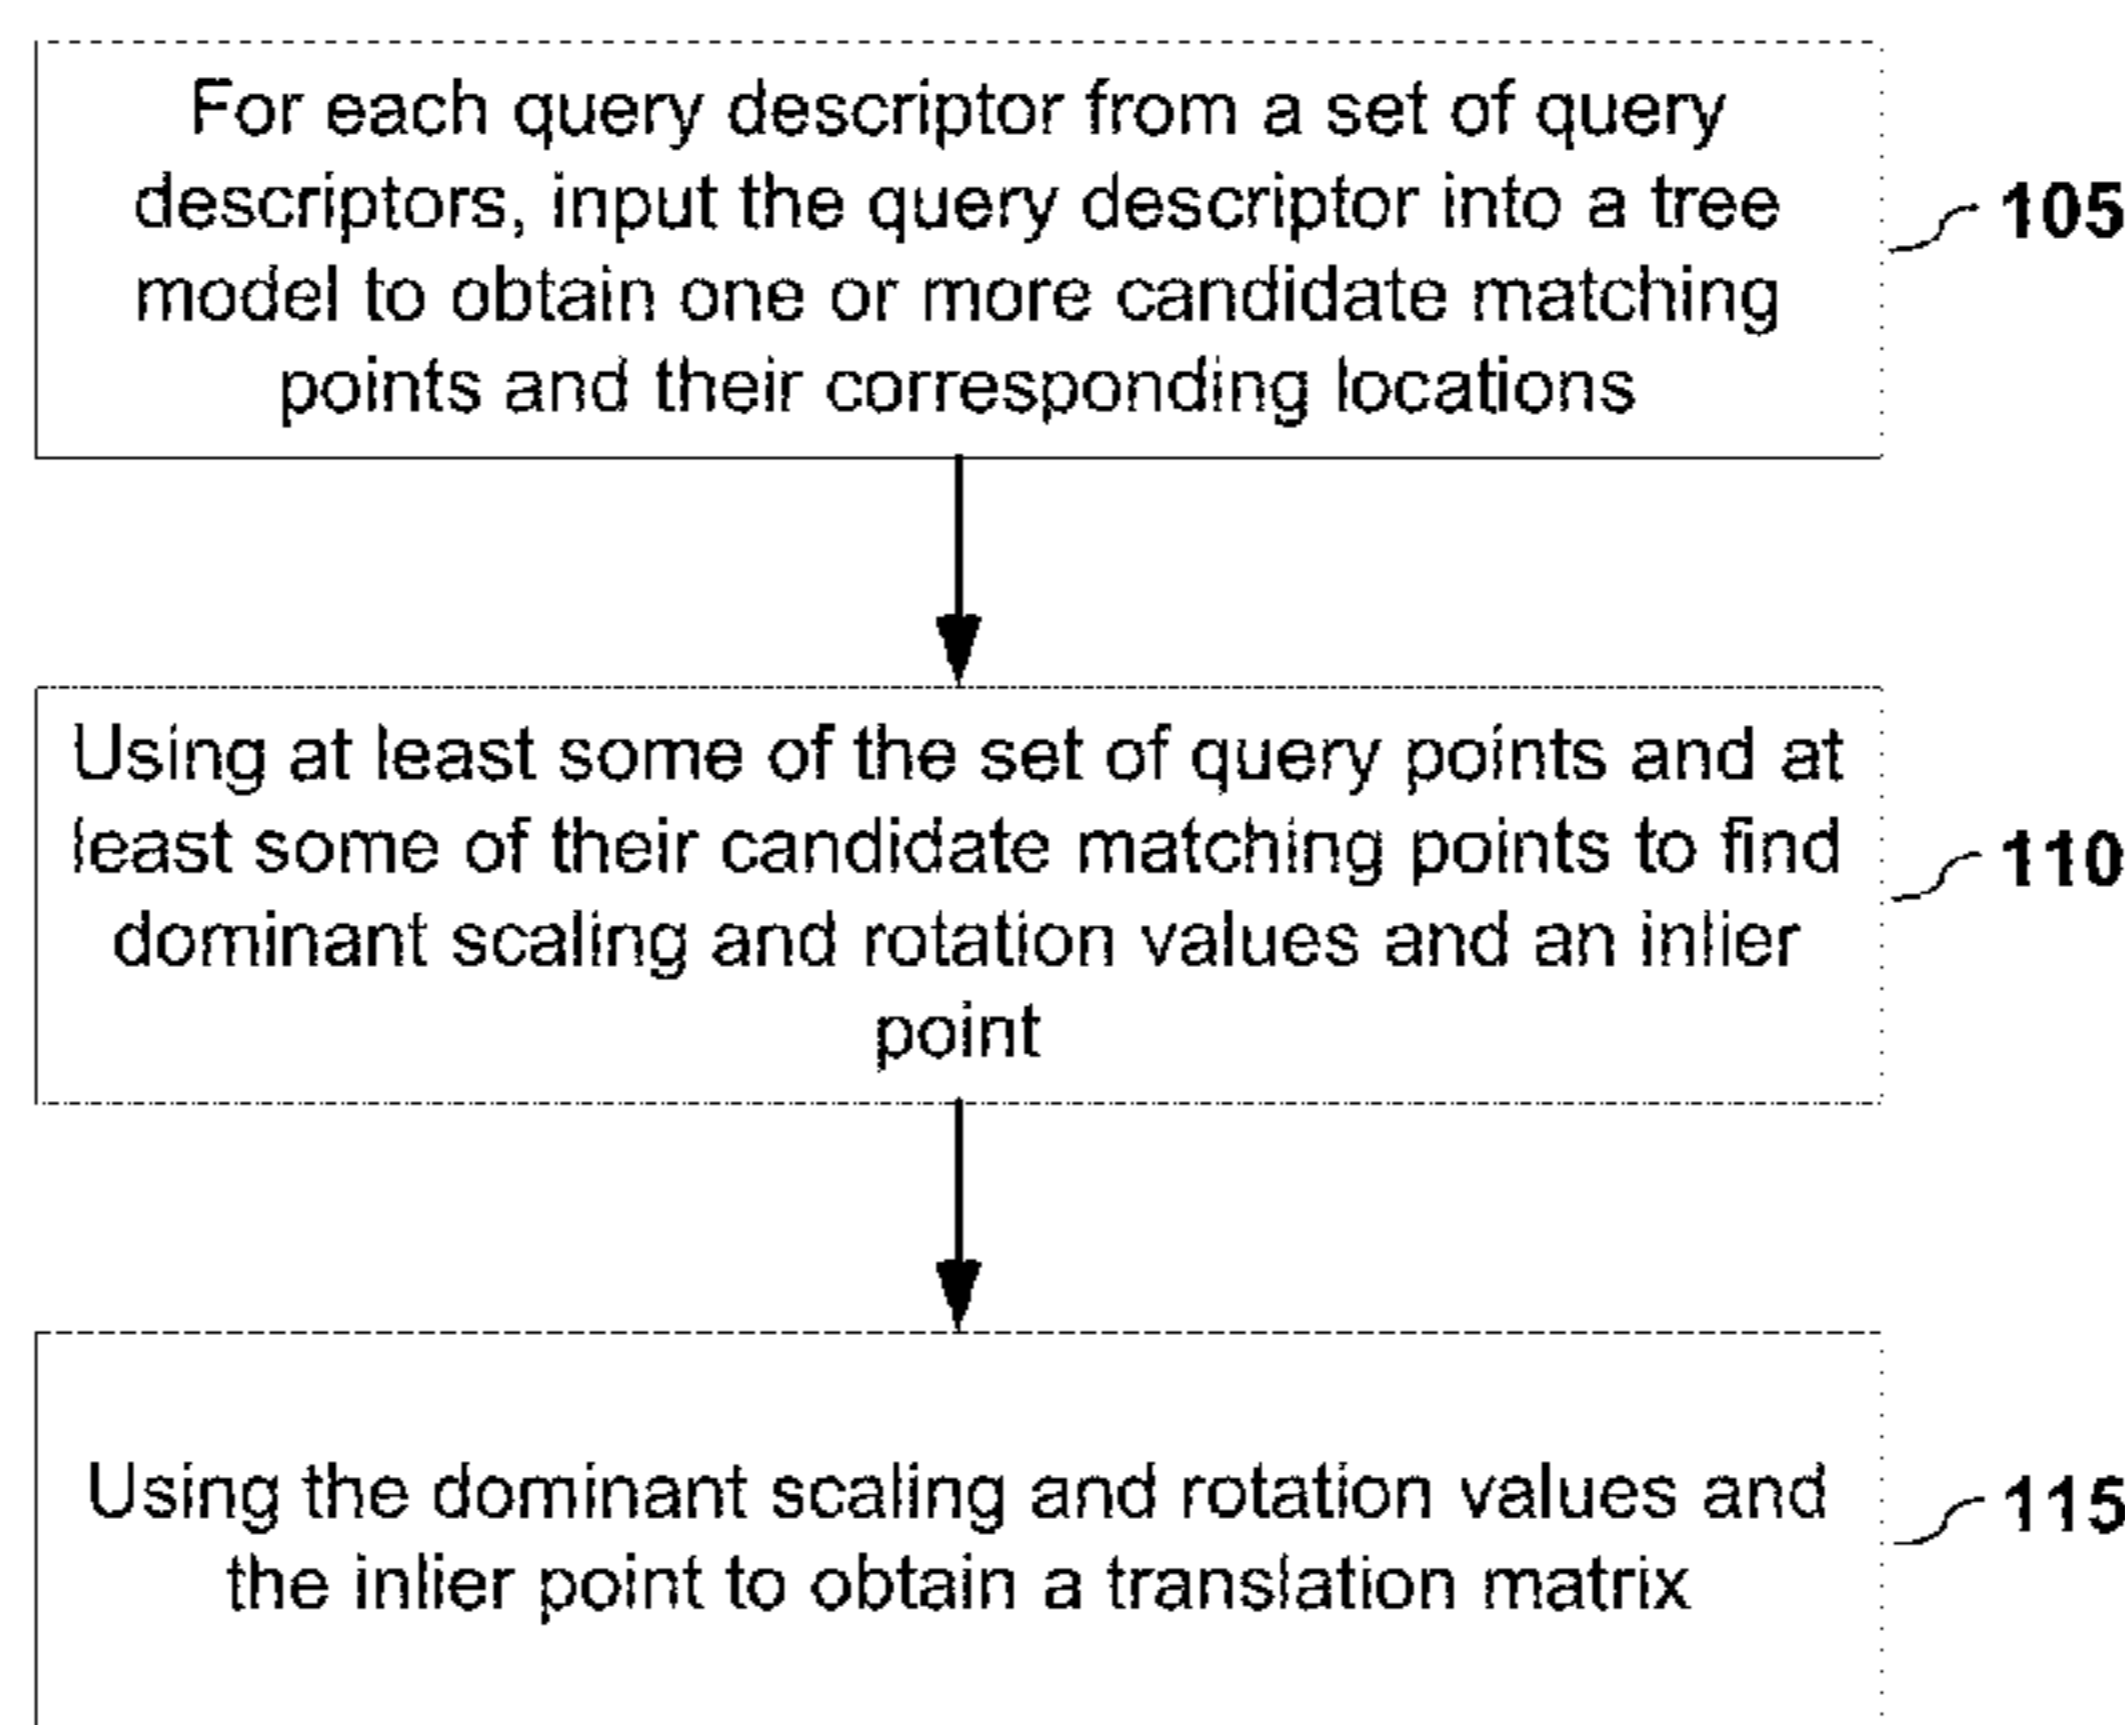 For each query descriptor from a set of query
descriptors, input the query descriptor into a tree
model to obtain one or more candidate matching
points and their corresponding locations
105
Using at least some of the set of query points and at
least some of their candidate matching points to find
dominant scaling and rotation values and an inlier
point
110
Using the dominant scaling and rotation values and
the inlier point to obtain a translation matrix
115